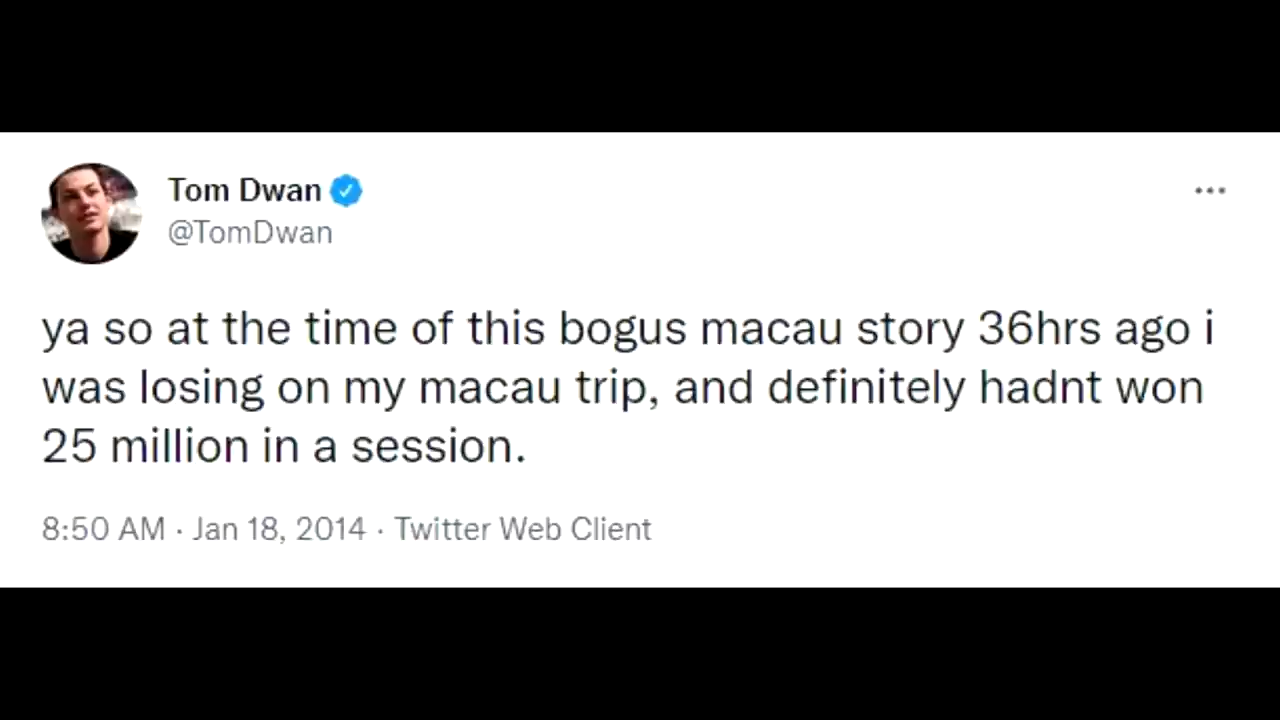 Tom Dwan
@TomDwan
ya so at the time of this bogus macau story 36hrs ago i
was losing on my macau trip, and definitely hadnt won
25 million in a session.
8:50 AM · Jan 18, 2014 · Twitter Web Client